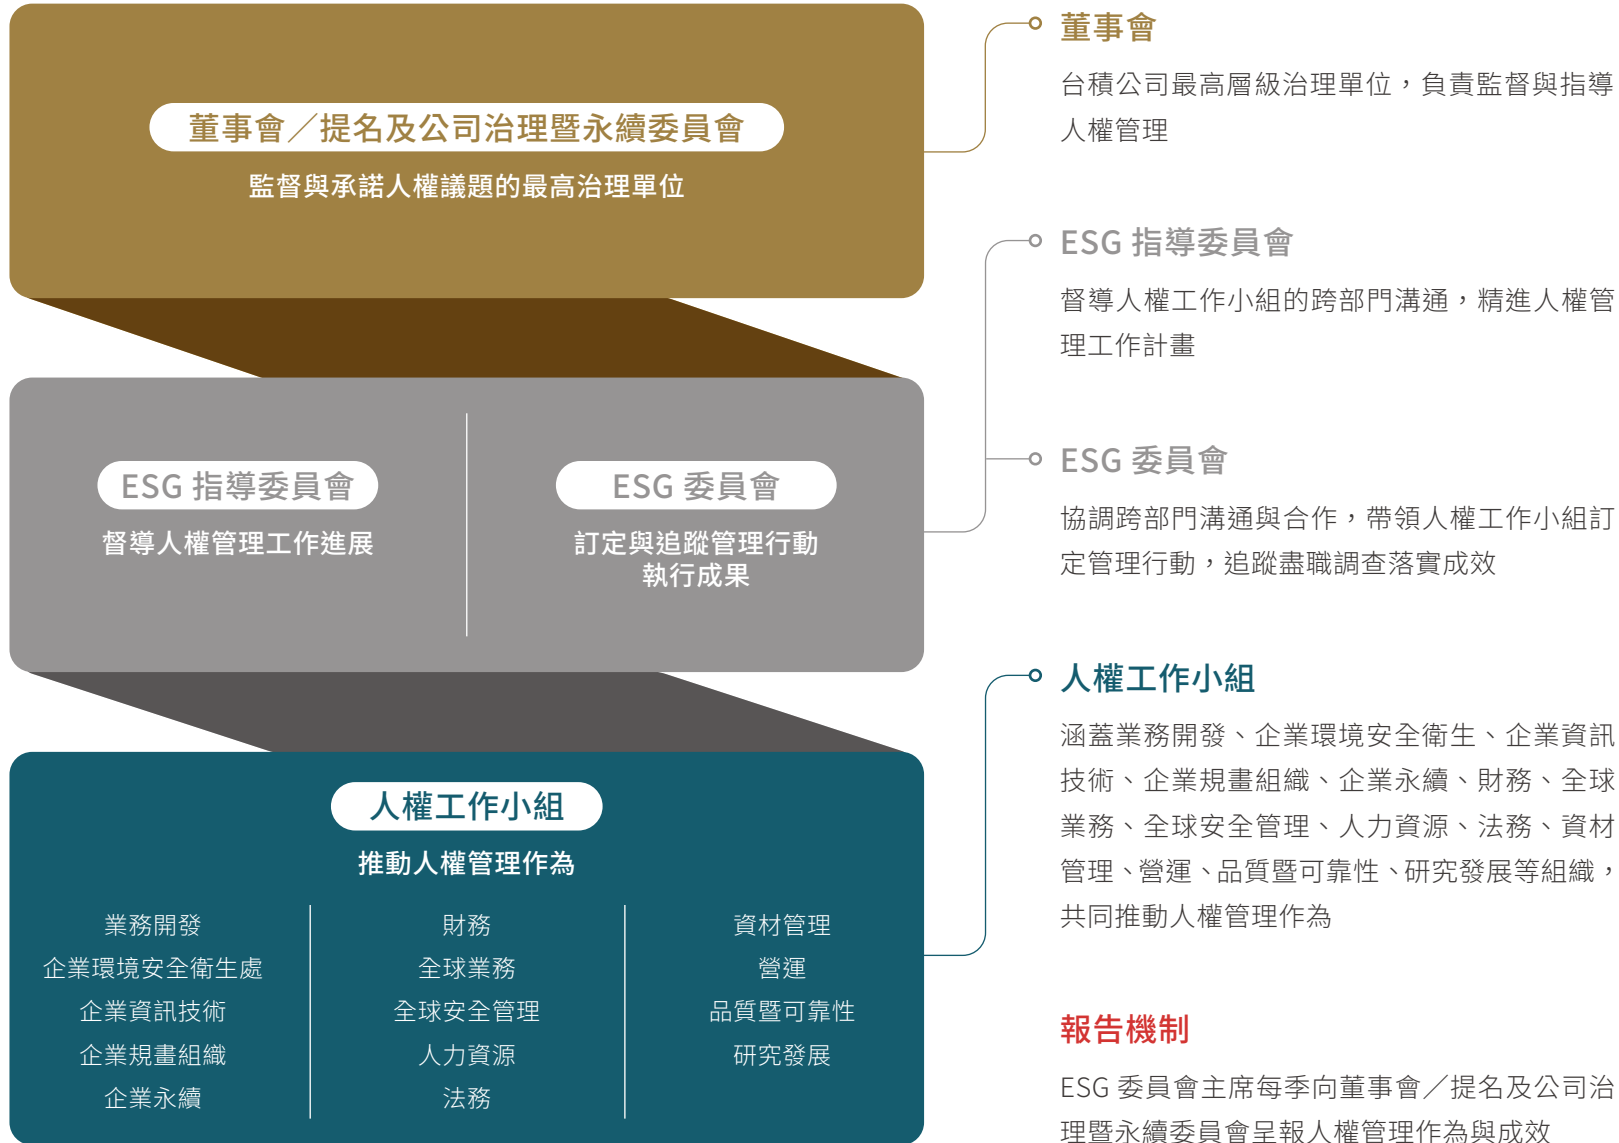 董事會／提名及公司治理暨永續委員會
監督與承諾人權議題的最高治理單位
ESG 指導委員會
督導人權管理工作進展
ESG 委員會
訂定與追蹤管理行動
執行成果
人權工作小組
推動人權管理作為
業務開發
企業環境安全衛生處
企業資訊技術
企業規畫組織
企業永續
財務
全球業務
全球安全管理
人力資源
法務
資材管理
營運
品質暨可靠性
研究發展
董事會
台積公司最高層級治理單位，負責監督與指導
人權管理
ESG 指導委員會
督導人權工作小組的跨部門溝通，精進人權管
理工作計畫
ESG 委員會
協調跨部門溝通與合作，帶領人權工作小組訂
定管理行動，追蹤盡職調查落實成效
人權工作小組
涵蓋業務開發、企業環境安全衛生、企業資訊
技術、企業規畫組織、企業永續、財務、全球
業務、全球安全管理、人力資源、法務、資材
管理、營運、品質暨可靠性、研究發展等組織，
共同推動人權管理作為
報告機制
ESG 委員會主席每季向董事會／提名及公司治
理暨永續委員會呈報人權管理作為與成效